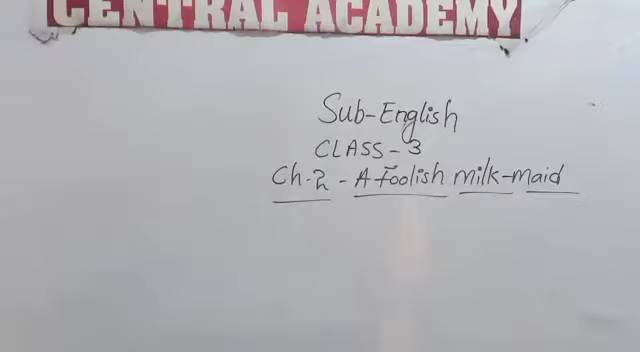 CENTRAL ACADEMY
Sub-English
CLASS-3
Ch-2 - A foolish milk-maid